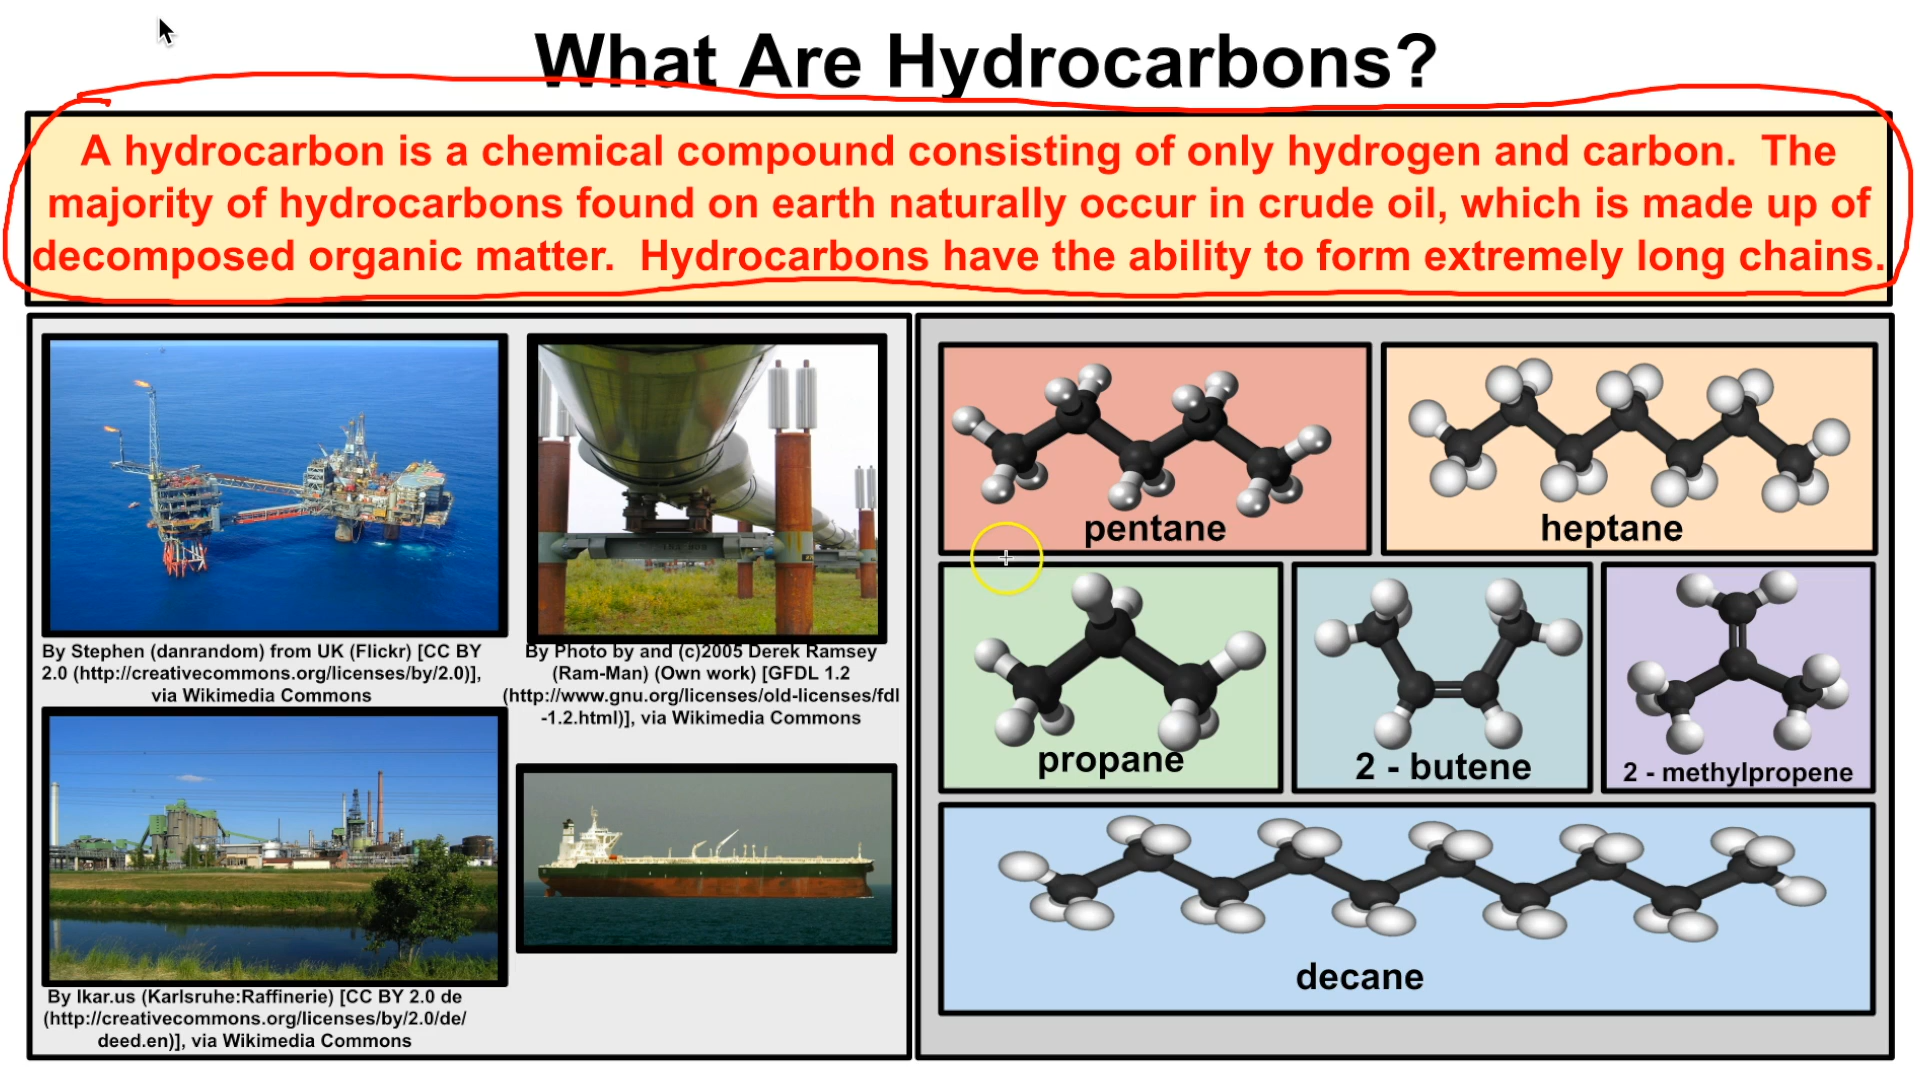 What Are Hydrocarbons?
A hydrocarbon is a chemical compound consisting of only hydrogen and carbon. The
majority of hydrocarbons found on earth naturally occur in crude oil, which is made up of
decomposed organic matter. Hydrocarbons have the ability to form extremely long chains.
By Stephen (danrandom) from UK (Flickr) [CC BY
2.0 (http://creativecommons.org/licenses/by/2.0)],
via Wikimedia Commons
By Photo by and (c)2005 Derek Ramsey
(Ram-Man) (Own work) [GFDL 1.2
(http://www.gnu.org/licenses/old-licenses/fdl
-1.2.html)], via Wikimedia Commons
By Ikar.us (Karlsruhe:Raffinerie) [CC BY 2.0 de
(http://creativecommons.org/licenses/by/2.0/de/
deed.en)], via Wikimedia Commons
pentane
heptane
propane
2 - butene
2 - methylpropene
decane